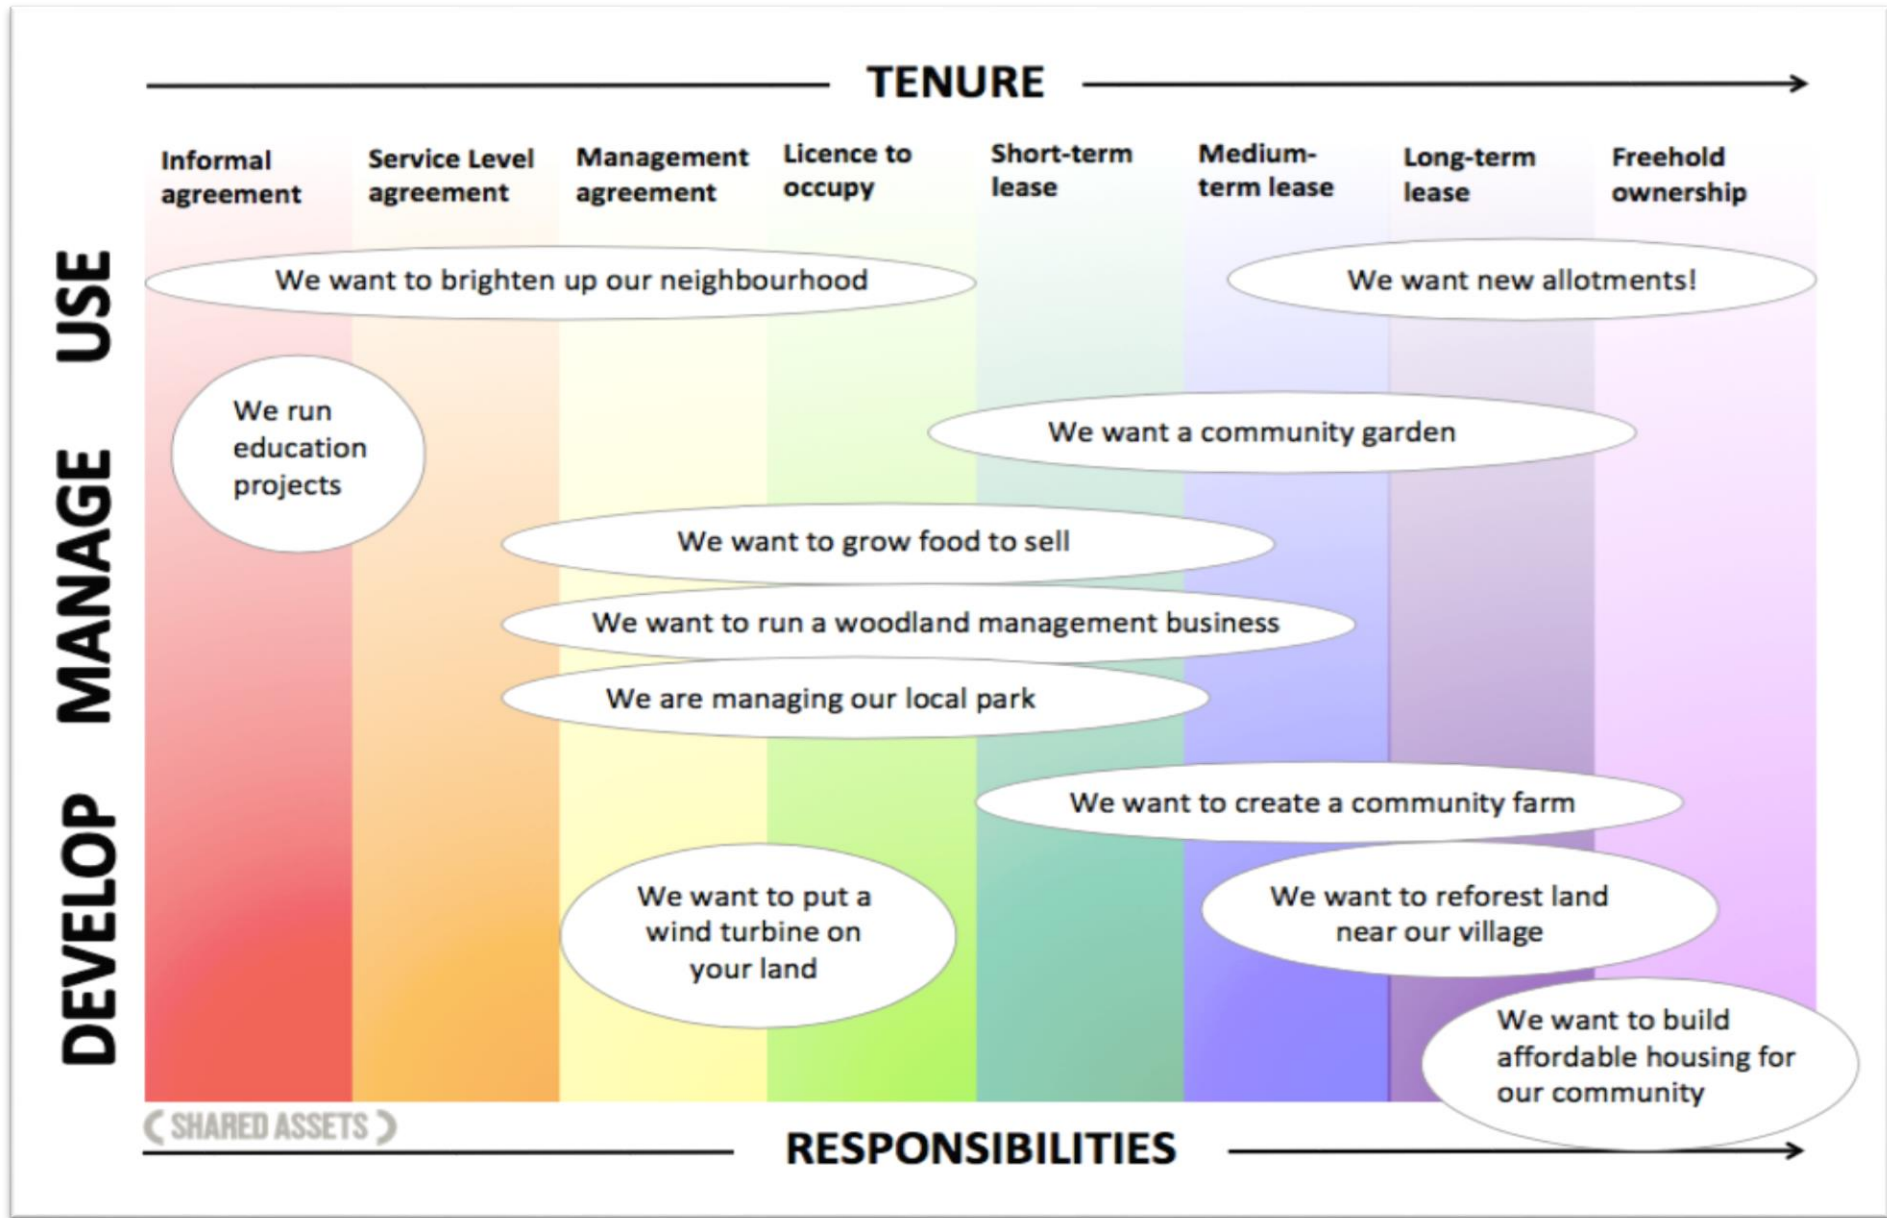 TENURE
Informal
agreement
Service Level
agreement
Management
agreement
Licence to
occupy
Short-term
lease
Medium-
term lease
Long-term
lease
Freehold
ownership
USE
We want to brighten up our neighbourhood
We want new allotments!
MANAGE
We run
education
projects
We want a community garden
We want to grow food to sell
We want to run a woodland management business
We are managing our local park
DEVELOP
We want to create a community farm
We want to put a
wind turbine on
your land
We want to reforest land
near our village
We want to build
affordable housing for
our community
( SHARED ASSETS )
RESPONSIBILITIES